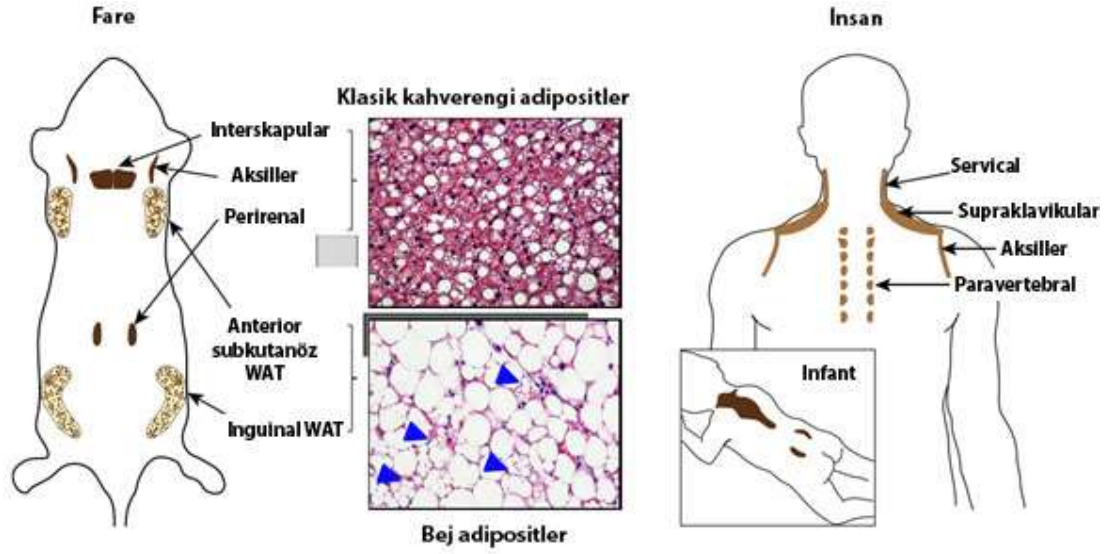 Fare
İnsan
Klasik kahverengi adipositler
Interskapular
Aksiller
Perirenal
Anterior
subkutanöz
WAT
Inguinal WAT
Bej adipositler
Servical
Supraklavikular
Aksiller
Paravertebral
Infant